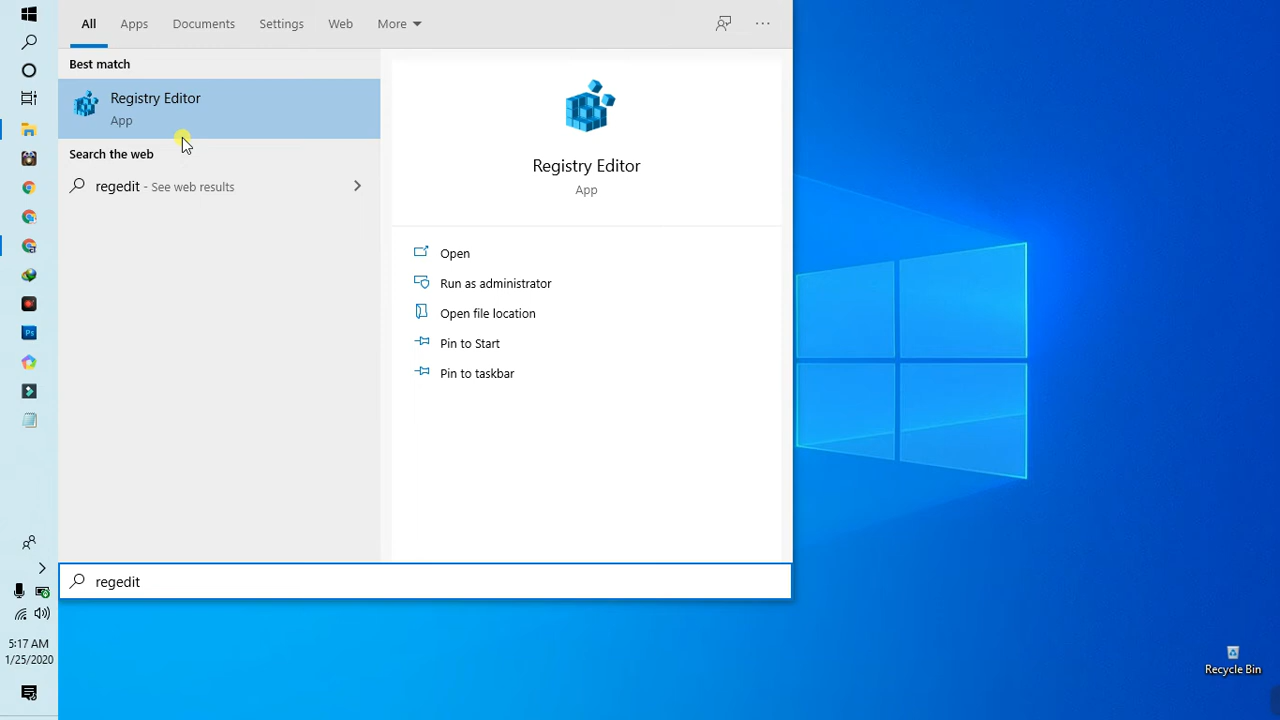 All
Apps
Documents
Settings
Web
More
Best match
Registry Editor
App
Search the web
regedit - See web results
Registry Editor
App
Open
Run as administrator
Open file location
Pin to Start
Pin to taskbar
regedit
Ps
5:17 AM
1/25/2020
Recycle Bin